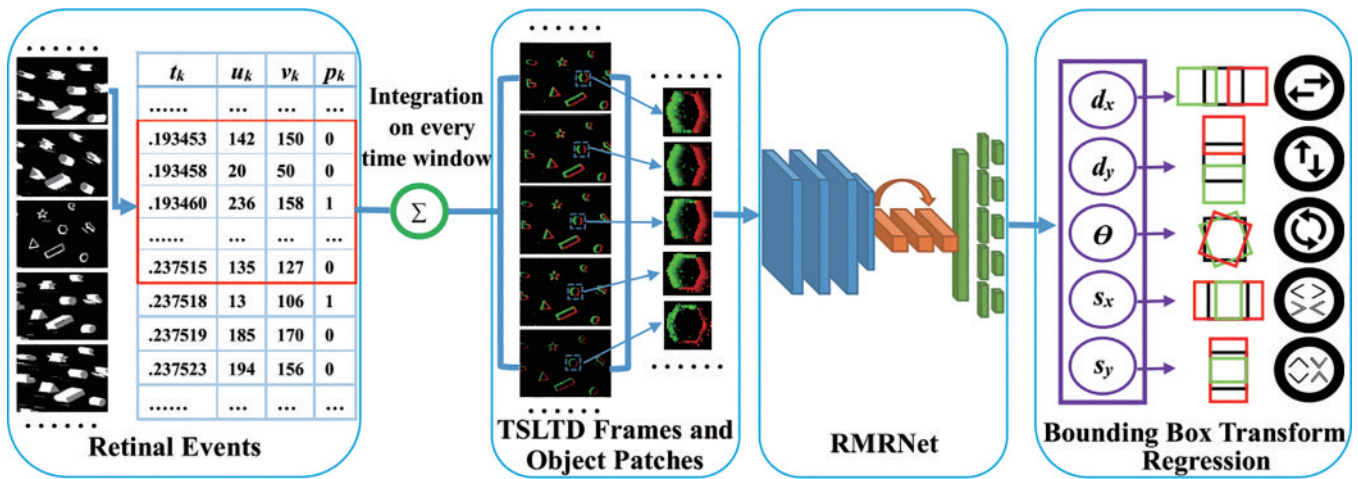 t_k u_k v_k p_k
...... ... ... ...
.193453 142 150 0
.193458 20 50 0
.193460 236 158 1
...... ... ... ...
.237515 135 127 0
.237518 13 106 1
.237519 185 170 0
.237523 194 156 0
...... ... ... ...
Retinal Events
Integration
on every
time window
Σ
TSLTD Frames and
Object Patches
RMRNet
d_x
d_y
θ
s_x
s_y
Bounding Box Transform
Regression